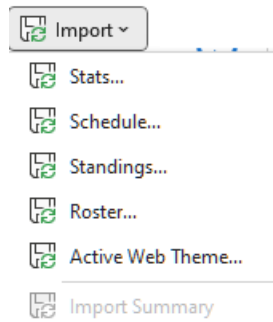 Import
Stats...
Schedule...
Standings...
Roster...
Active Web Theme...
Import Summary